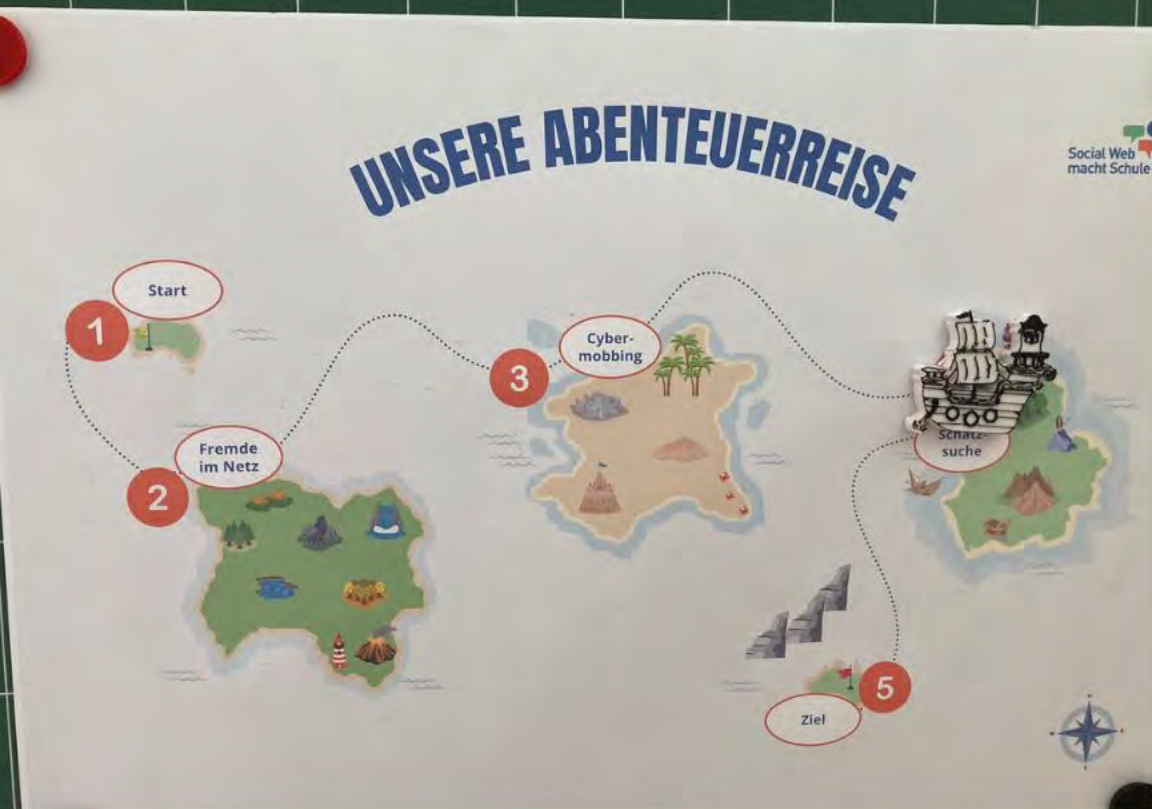 UNSERE ABENTEUERREISE
Social Web
macht Schule
1
Start
Fremde
im Netz
2
3
Cyber-
mobbing
Schatz-
suche
5
Ziel